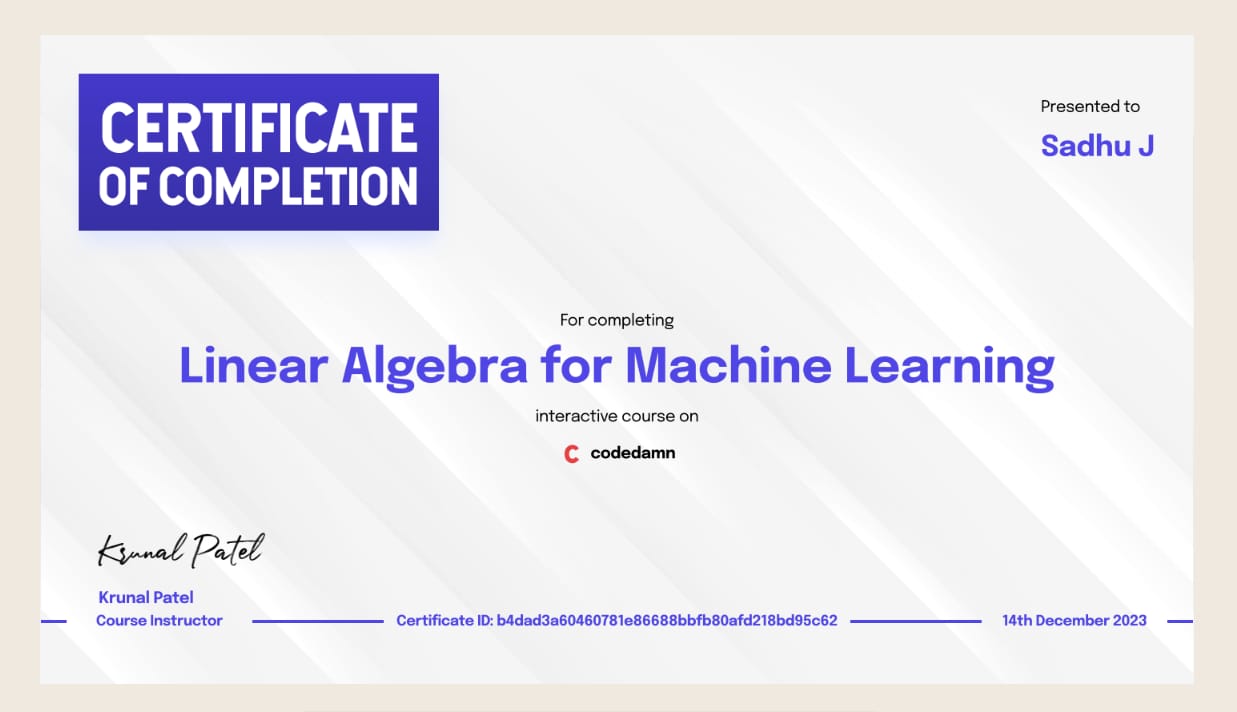 CERTIFICATE
OF COMPLETION
Presented to
Sadhu J
For completing
Linear Algebra for Machine Learning
interactive course on
codedamn
Krunal Patel
Krunal Patel
Course Instructor
Certificate ID: b4dad3a60460781e86688bbfb80afd218bd95c62
14th December 2023